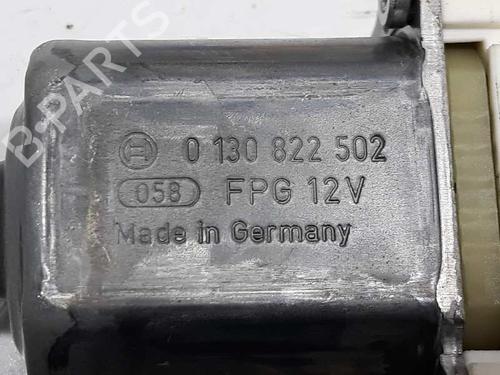 B-PARTS
0 130 822 502
058 FPG 12V
Made in Germany